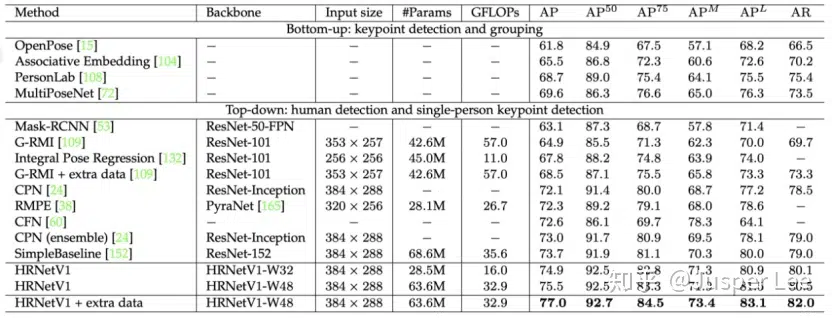 Method Backbone Input size #Params GFLOPs AP AP50 AP75 APM APL AR
Bottom-up: keypoint detection and grouping
OpenPose [15] − − − − 61.8 84.9 67.5 57.1 68.2 66.5
Associative Embedding [104] − − − − 65.5 86.8 72.3 60.6 72.6 70.2
PersonLab [108] − − − − 68.7 89.0 75.4 64.1 75.5 75.4
MultiPoseNet [72] − − − − 69.6 86.3 76.6 65.0 76.3 73.5
Top-down: human detection and single-person keypoint detection
Mask-RCNN [53] ResNet-50-FPN − − − 63.1 87.3 68.7 57.8 71.4 −
G-RMI [109] ResNet-101 353 × 257 42.6M 57.0 64.9 85.5 71.3 62.3 70.0 69.7
Integral Pose Regression [132] ResNet-101 256 × 256 45.0M 11.0 67.8 88.2 74.8 63.9 74.0 −
G-RMI + extra data [109] ResNet-101 353 × 257 42.6M 57.0 68.5 87.1 75.5 65.8 73.3 73.3
CPN [24] ResNet-Inception 384 × 288 − − 72.1 91.4 80.0 68.7 77.2 78.5
RMPE [38] PyraNet [165] 320 × 256 28.1M 26.7 72.3 89.2 79.1 68.0 78.6 −
CFN [60] − − − − 72.6 86.1 69.7 78.3 64.1 −
CPN (ensemble) [24] ResNet-Inception 384 × 288 − − 73.0 91.7 80.9 69.5 78.1 79.0
SimpleBaseline [152] ResNet-152 384 × 288 68.6M 35.6 73.7 91.9 81.1 70.3 80.0 79.0
HRNetV1 HRNetV1-W32 384 × 288 28.5M 16.0 74.9 92.5 71.3 80.9 80.1
HRNetV1 HRNetV1-W48 384 × 288 63.6M 32.9 75.5 92.5
HRNetV1 + extra data HRNetV1-W48 384 × 288 63.6M 32.9 77.0 92.7 84.5 73.4 83.1 82.0
知乎 @Jusper Lee